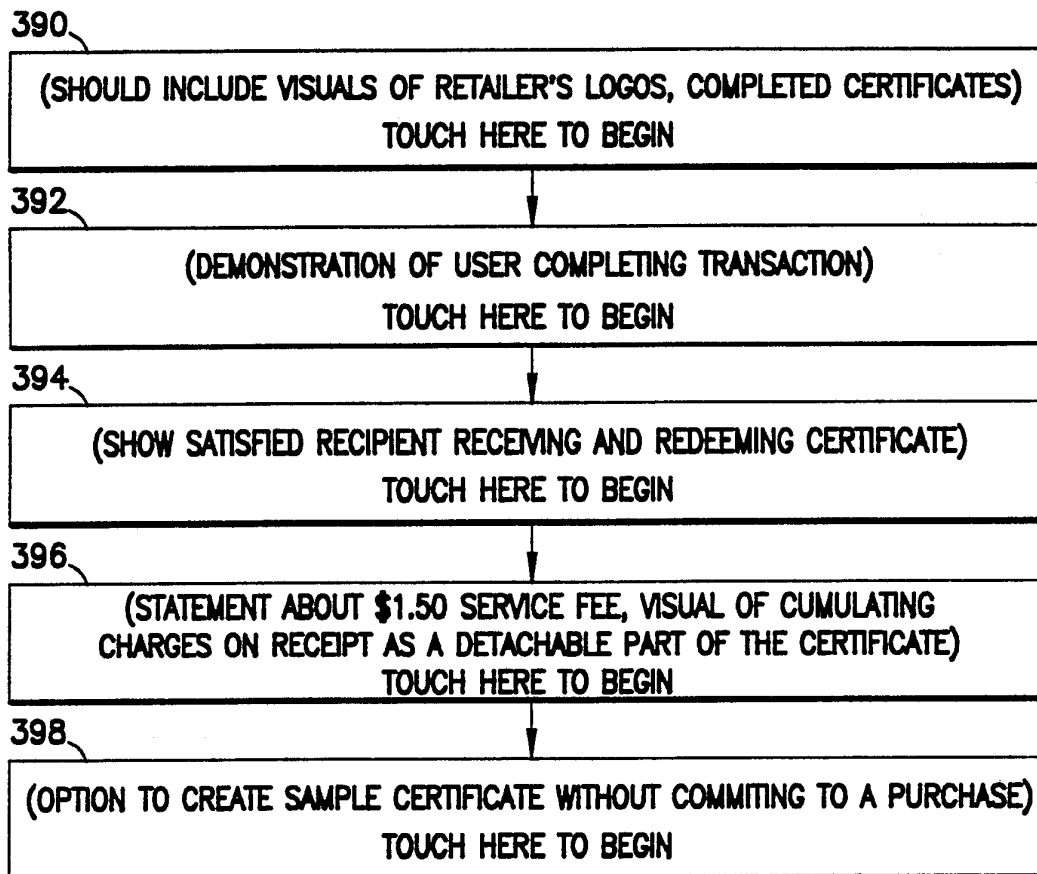 390
(SHOULD INCLUDE VISUALS OF RETAILER'S LOGOS, COMPLETED CERTIFICATES)
TOUCH HERE TO BEGIN
392
(DEMONSTRATION OF USER COMPLETING TRANSACTION)
TOUCH HERE TO BEGIN
394
(SHOW SATISFIED RECIPIENT RECEIVING AND REDEEMING CERTIFICATE)
TOUCH HERE TO BEGIN
396
(STATEMENT ABOUT $1.50 SERVICE FEE, VISUAL OF CUMULATING
CHARGES ON RECEIPT AS A DETACHABLE PART OF THE CERTIFICATE)
TOUCH HERE TO BEGIN
398
(OPTION TO CREATE SAMPLE CERTIFICATE WITHOUT COMMITING TO A PURCHASE)
TOUCH HERE TO BEGIN